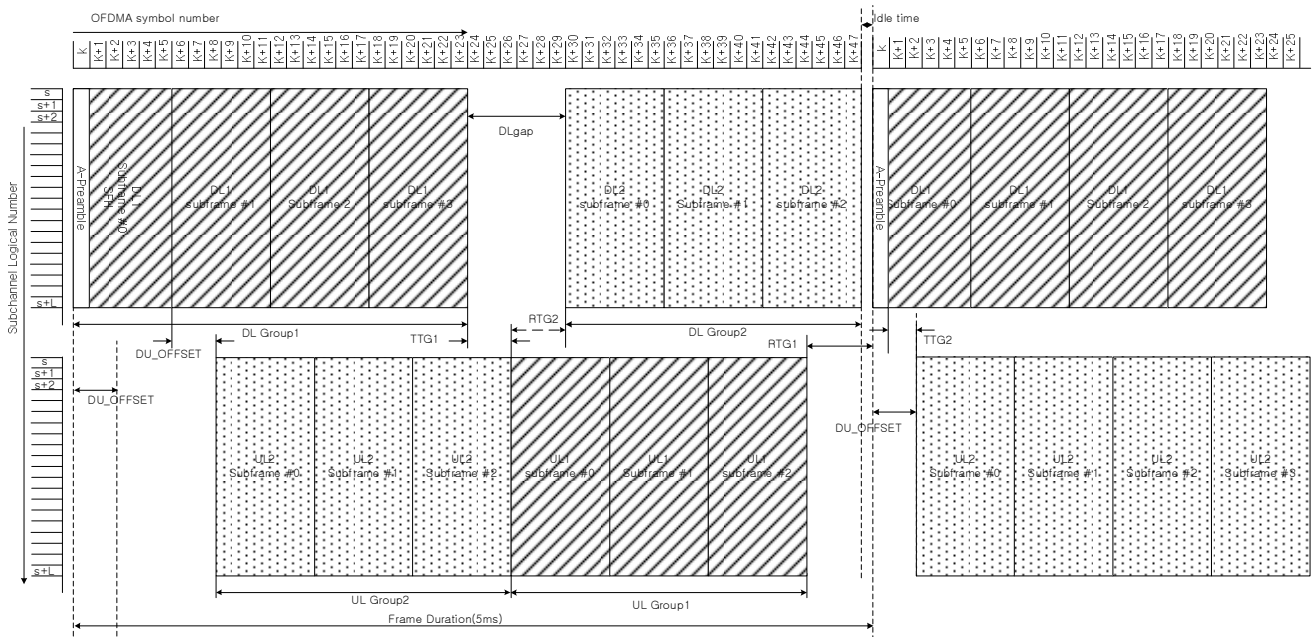 OFDMA symbol number
Idle time
k
K+1
K+2
K+3
K+4
K+5
K+6
K+7
K+8
K+9
K+10
K+11
K+12
K+13
K+14
K+15
K+16
K+17
K+18
K+19
K+20
K+21
K+22
K+23
K+24
K+25
K+26
K+27
K+28
K+29
K+30
K+31
K+32
K+33
K+34
K+35
K+36
K+37
K+38
K+39
K+40
K+41
K+42
K+43
K+44
K+45
K+46
K+47
k
K+1
K+2
K+3
K+4
K+5
K+6
K+7
K+8
K+9
K+10
K+11
K+12
K+13
K+14
K+15
K+16
K+17
K+18
K+19
K+20
K+21
K+22
K+23
K+24
K+25
Subchannel Logical Number
s
s+1
s+2
s+L
A-Preamble
DL1
Subframe #0
SFH
DL1
subframe #1
DL1
Subframe 2
DL1
subframe #3
DLgap
DL2
subframe #0
DL2
Subframe #1
DL2
subframe #2
A-Preamble
DL1
Subframe #0
DL1
subframe #1
DL1
Subframe 2
DL1
subframe #3
DL Group1
RTG2
DL Group2
DU_OFFSET
TTG1
RTG1
TTG2
s
s+1
s+2
s+L
DU_OFFSET
DU_OFFSET
UL2
Subframe #0
UL2
Subframe #1
UL2
Subframe #2
UL1
subframe #0
UL1
Subframe #1
UL1
subframe #2
UL2
Subframe #0
UL2
Subframe #1
UL2
Subframe #2
UL2
Subframe #3
UL Group2
UL Group1
Frame Duration(5ms)